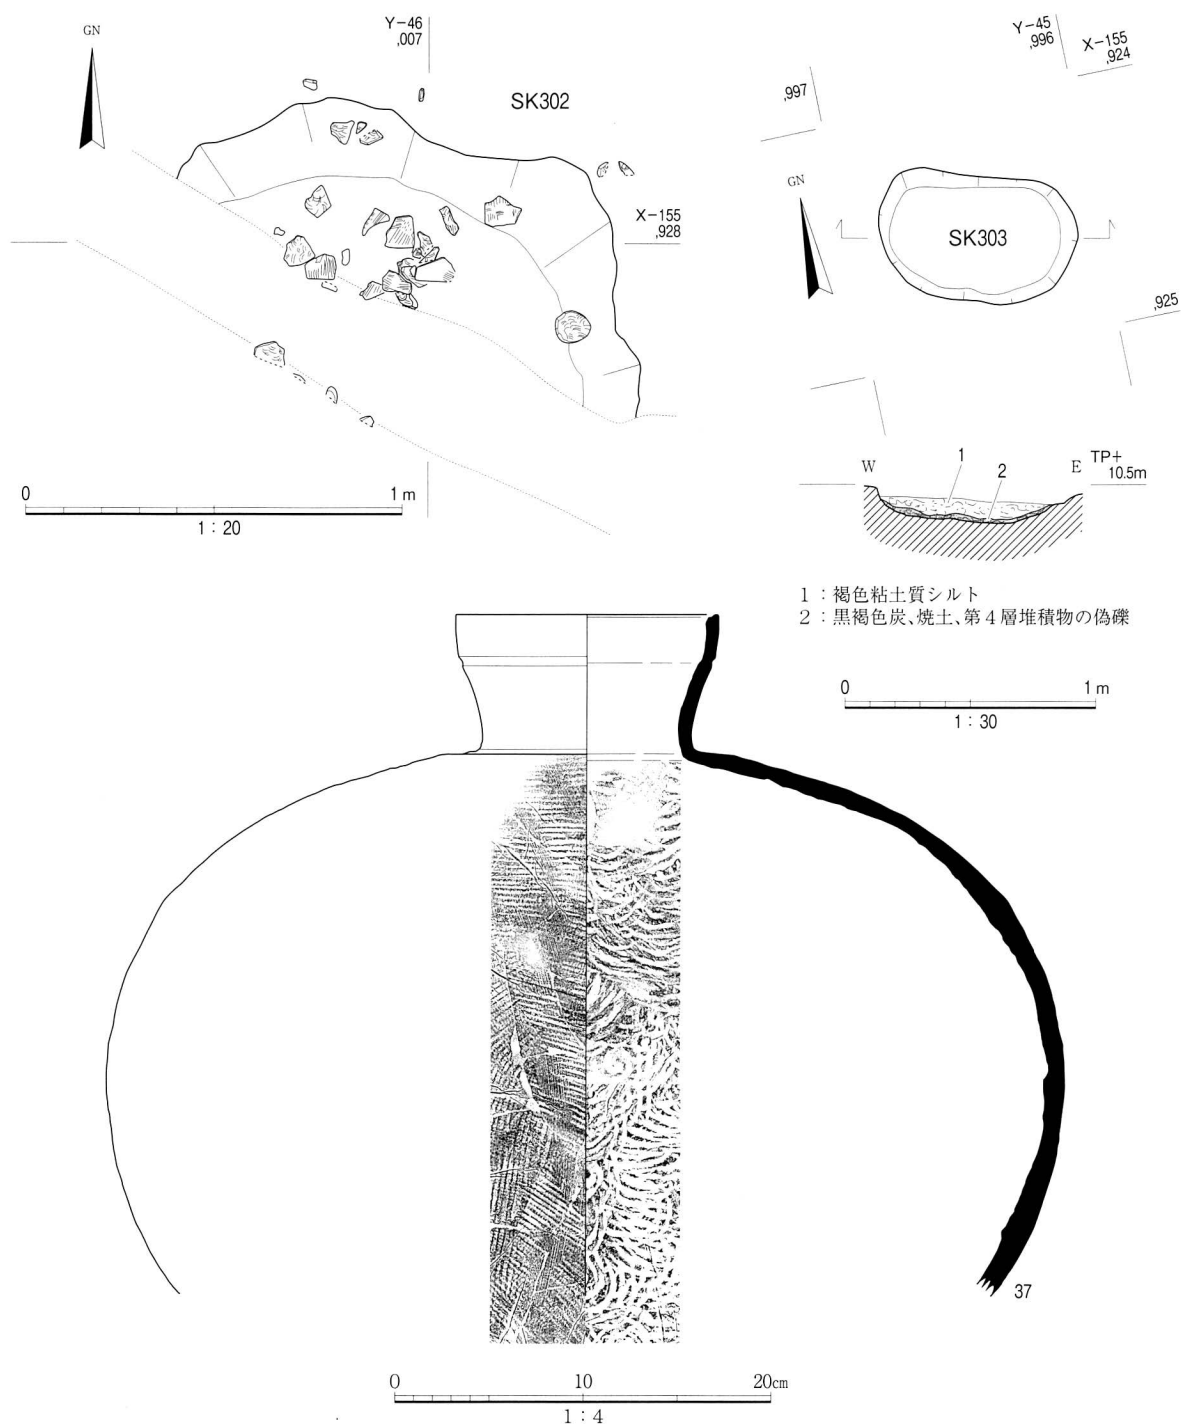 GN
Y-46
,007
SK302
X-155
,928
0 1m
1：20
Y-45
,996
X-155
,924
,997
GN
SK303
,925
W 1 2 E TP+
10.5m
1：褐色粘土質シルト
2：黒褐色炭、焼土、第4層堆積物の偽礫
0 1m
1：30
37
0 10 20cm
1：4